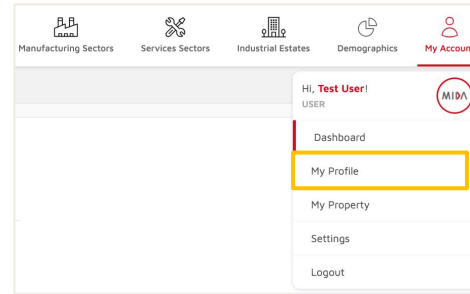 Manufacturing Sectors
Services Sectors
Industrial Estates
Demographics
My Accoun
Hi, Test User!
USER
MIDA
Dashboard
My Profile
My Property
Settings
Logout